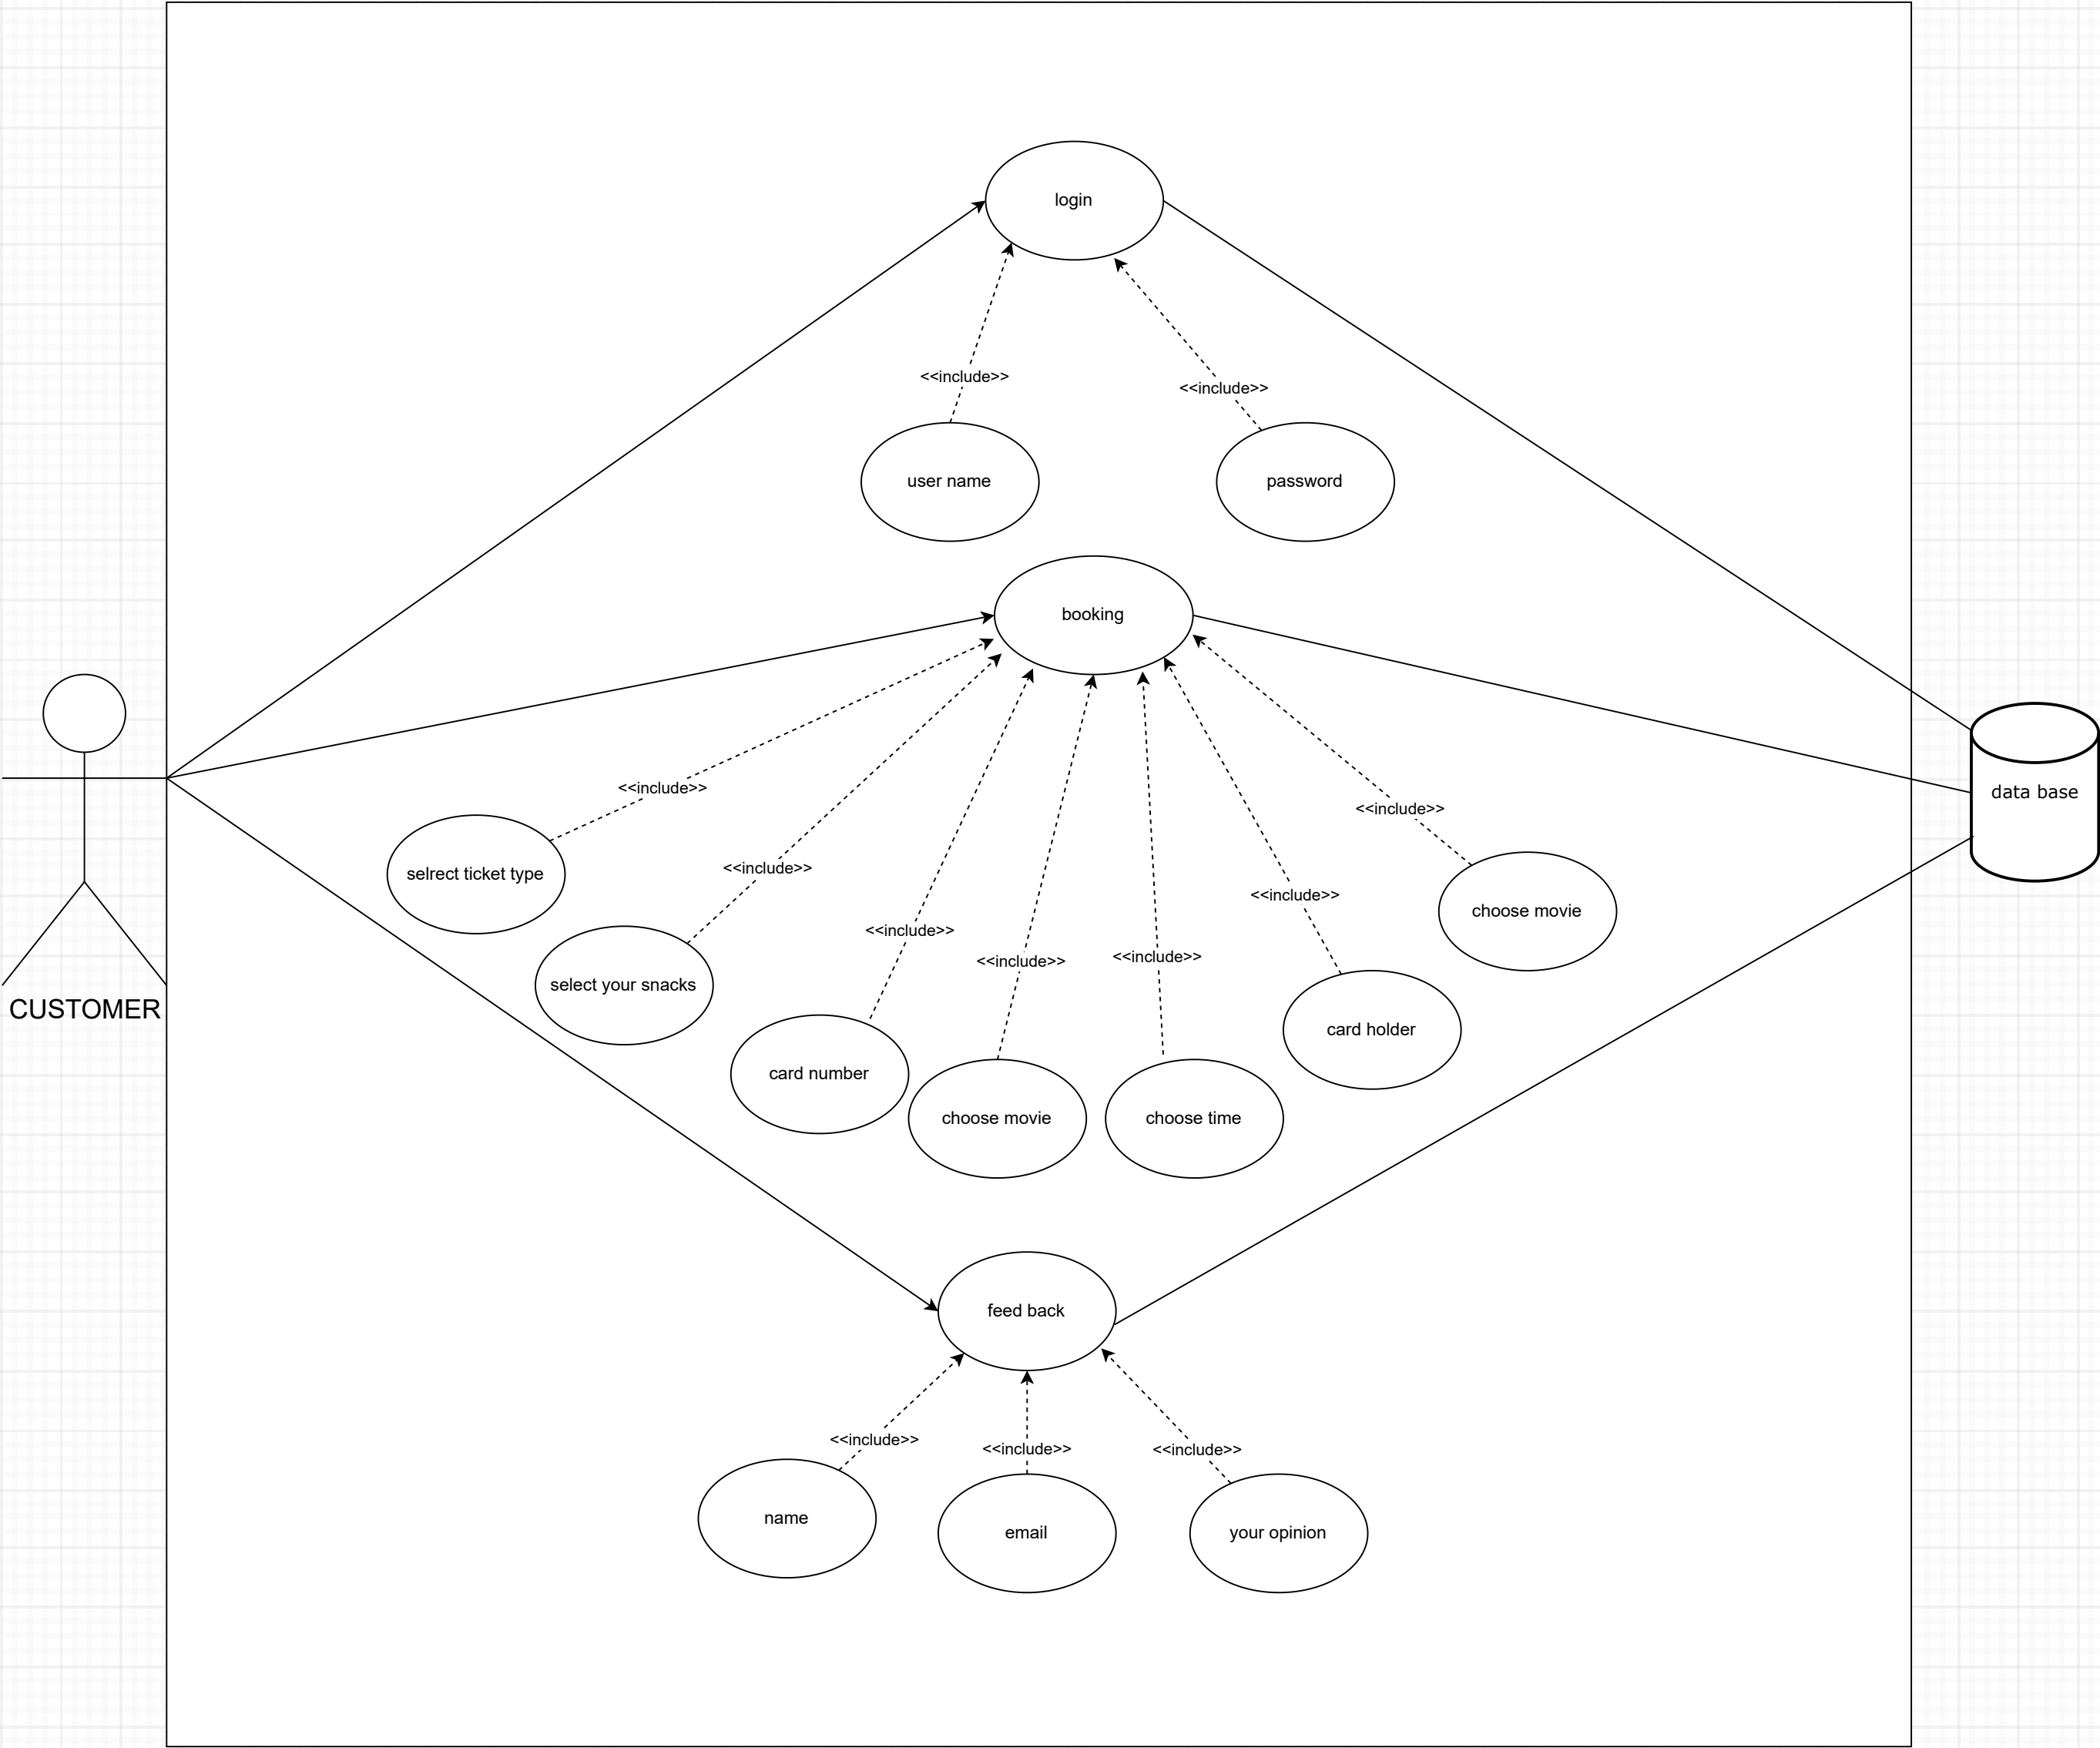 login
<<include>>
<<include>>
user name
password
booking
<<include>>
<<include>>
<<include>>
<<include>>
<<include>>
<<include>>
<<include>>
selrect ticket type
select your snacks
card number
choose movie
choose time
card holder
choose movie
data base
CUSTOMER
feed back
<<include>>
<<include>>
<<include>>
name
email
your opinion